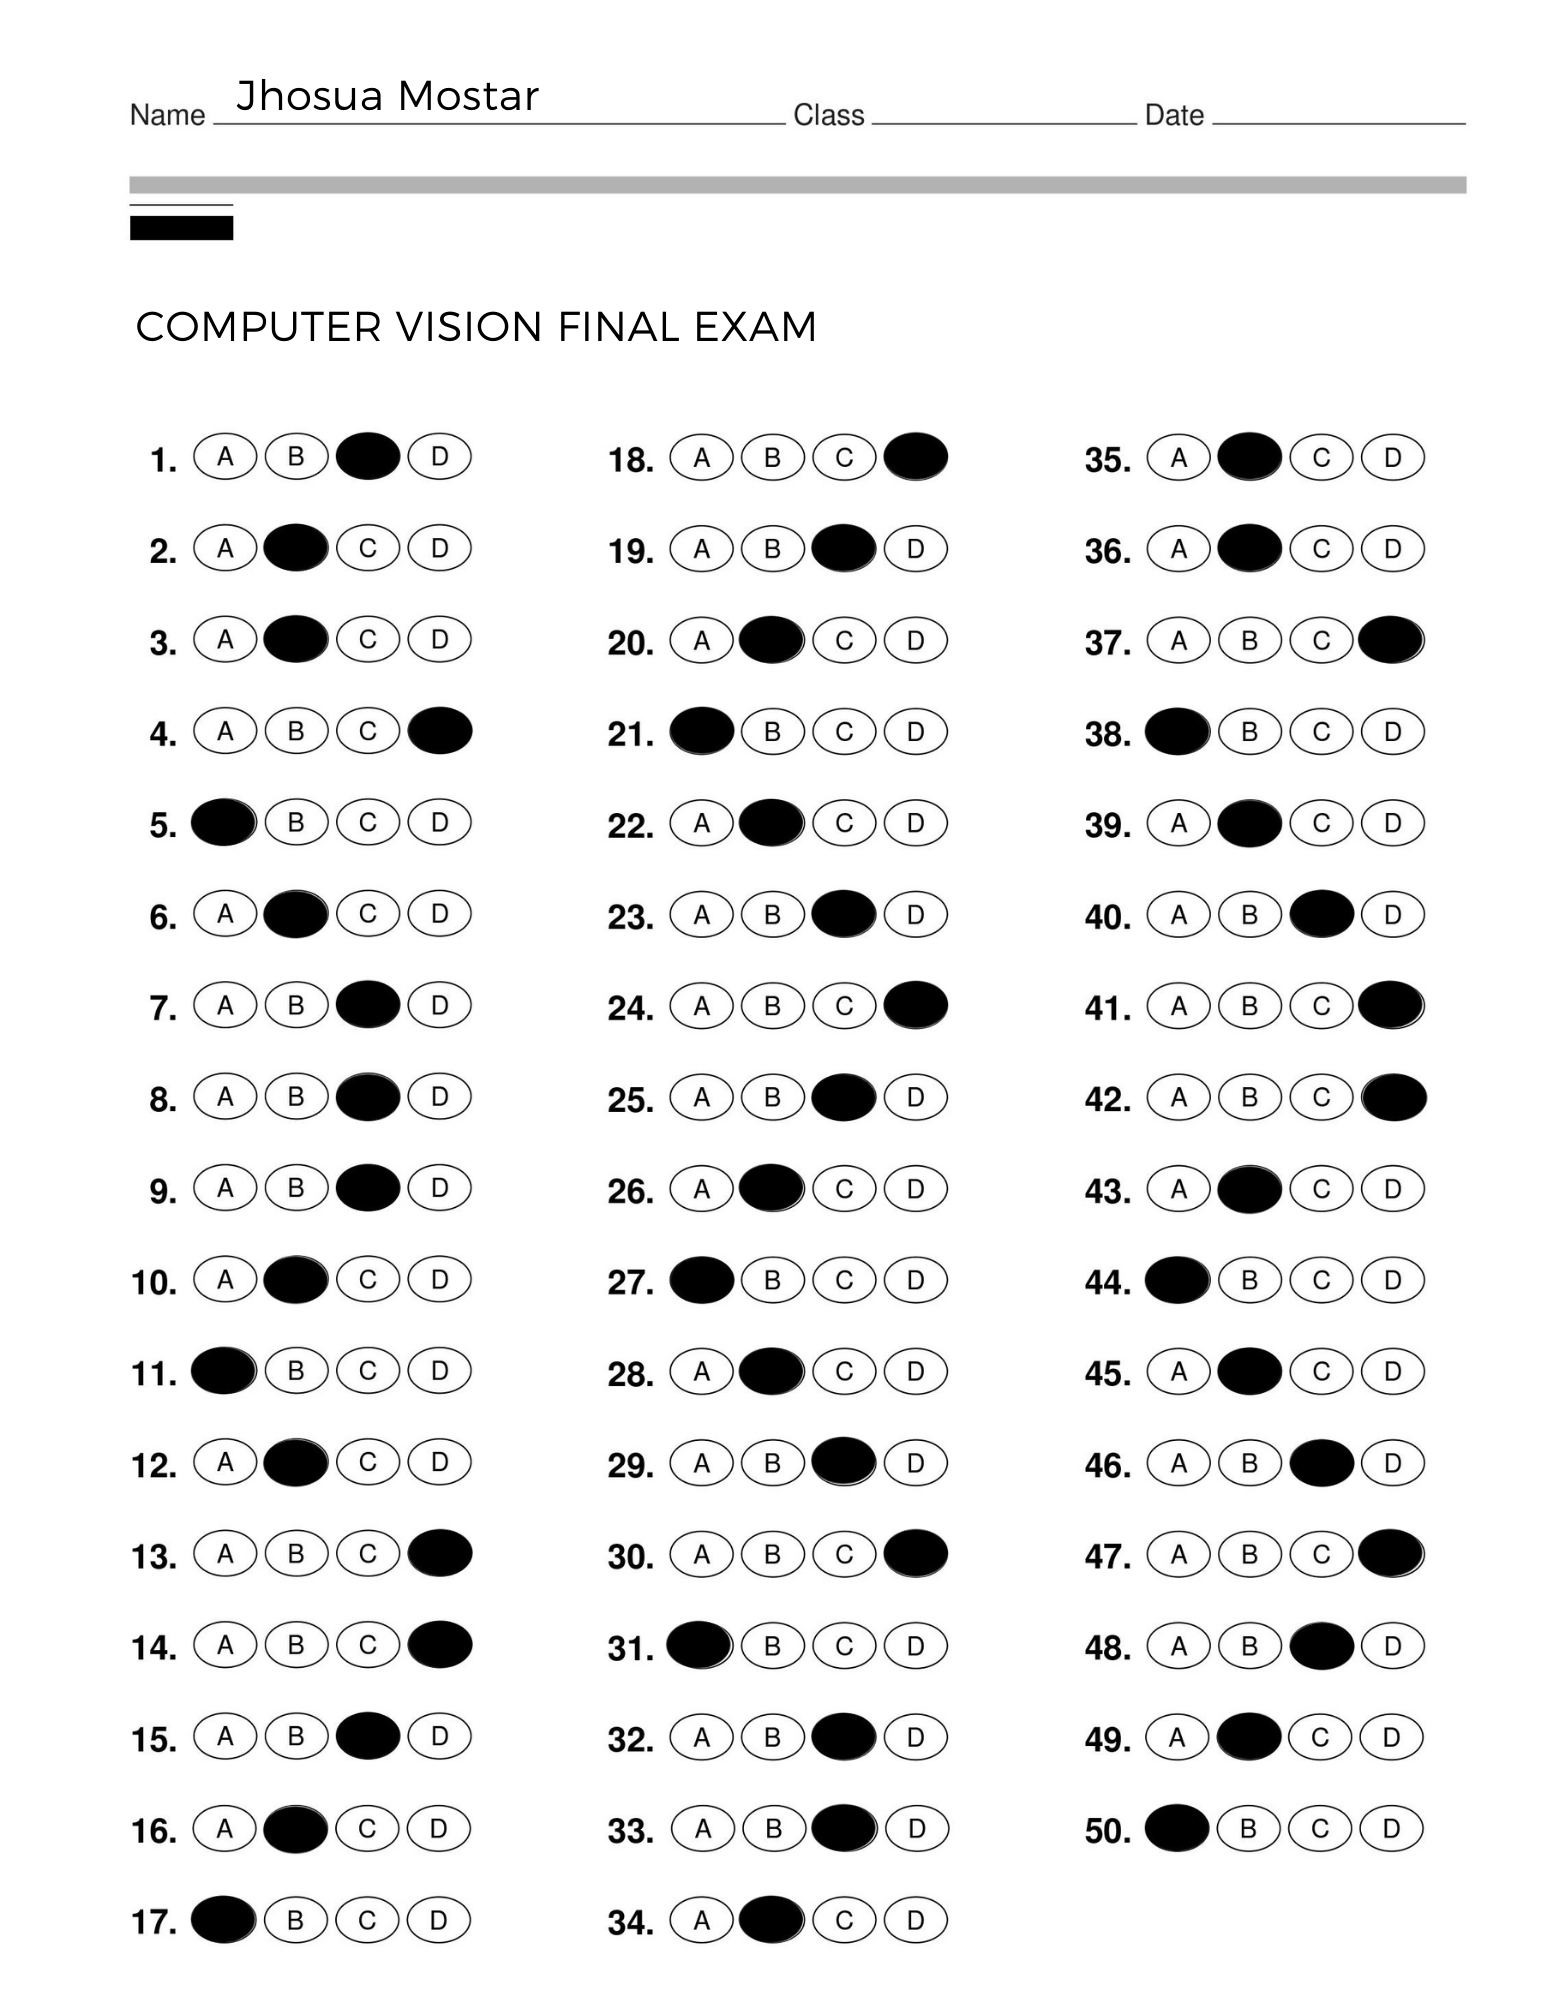 Name Jhosua Mostar Class Date
COMPUTER VISION FINAL EXAM
1. A B D
2. A C D
3. A C D
4. A B C
5. B C D
6. A C D
7. A B D
8. A B D
9. A B D
10. A C D
11. B C D
12. A C D
13. A B C
14. A B C
15. A B D
16. A C D
17. B C D
18. A B C
19. A B D
20. A C D
21. B C D
22. A C D
23. A B D
24. A B C
25. A B D
26. A C D
27. B C D
28. A C D
29. A B D
30. A B C
31. B C D
32. A B D
33. A B D
34. A C D
35. A C D
36. A C D
37. A B C
38. B C D
39. A C D
40. A B D
41. A B C
42. A B C
43. A C D
44. B C D
45. A C D
46. A B D
47. A B C
48. A B D
49. A C D
50. B C D